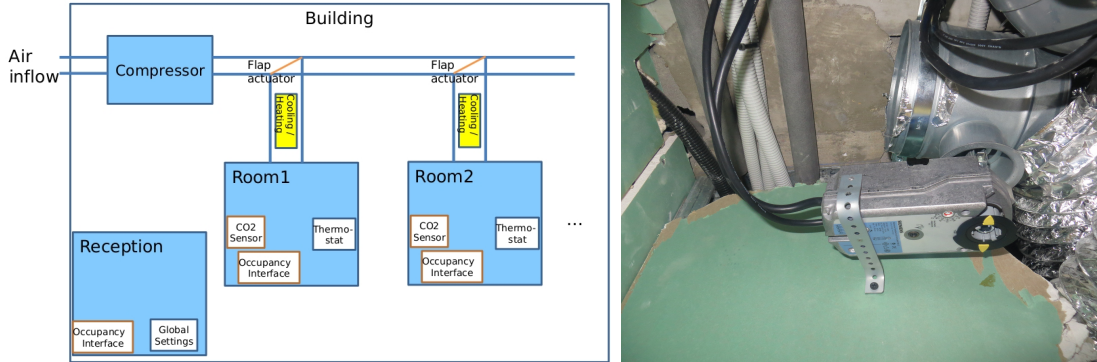 Building
Air
inflow
Compressor
Flap
actuator
Flap
actuator
Cooling /
Heating
Cooling /
Heating
Room1
CO2
Sensor
Thermo-
stat
Occupancy
Interface
Room2
CO2
Sensor
Thermo-
stat
Occupancy
Interface
...
Reception
Occupancy
Interface
Global
Settings